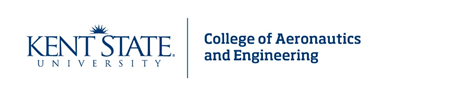 KENT STATE
UNIVERSITY
College of Aeronautics
and Engineering